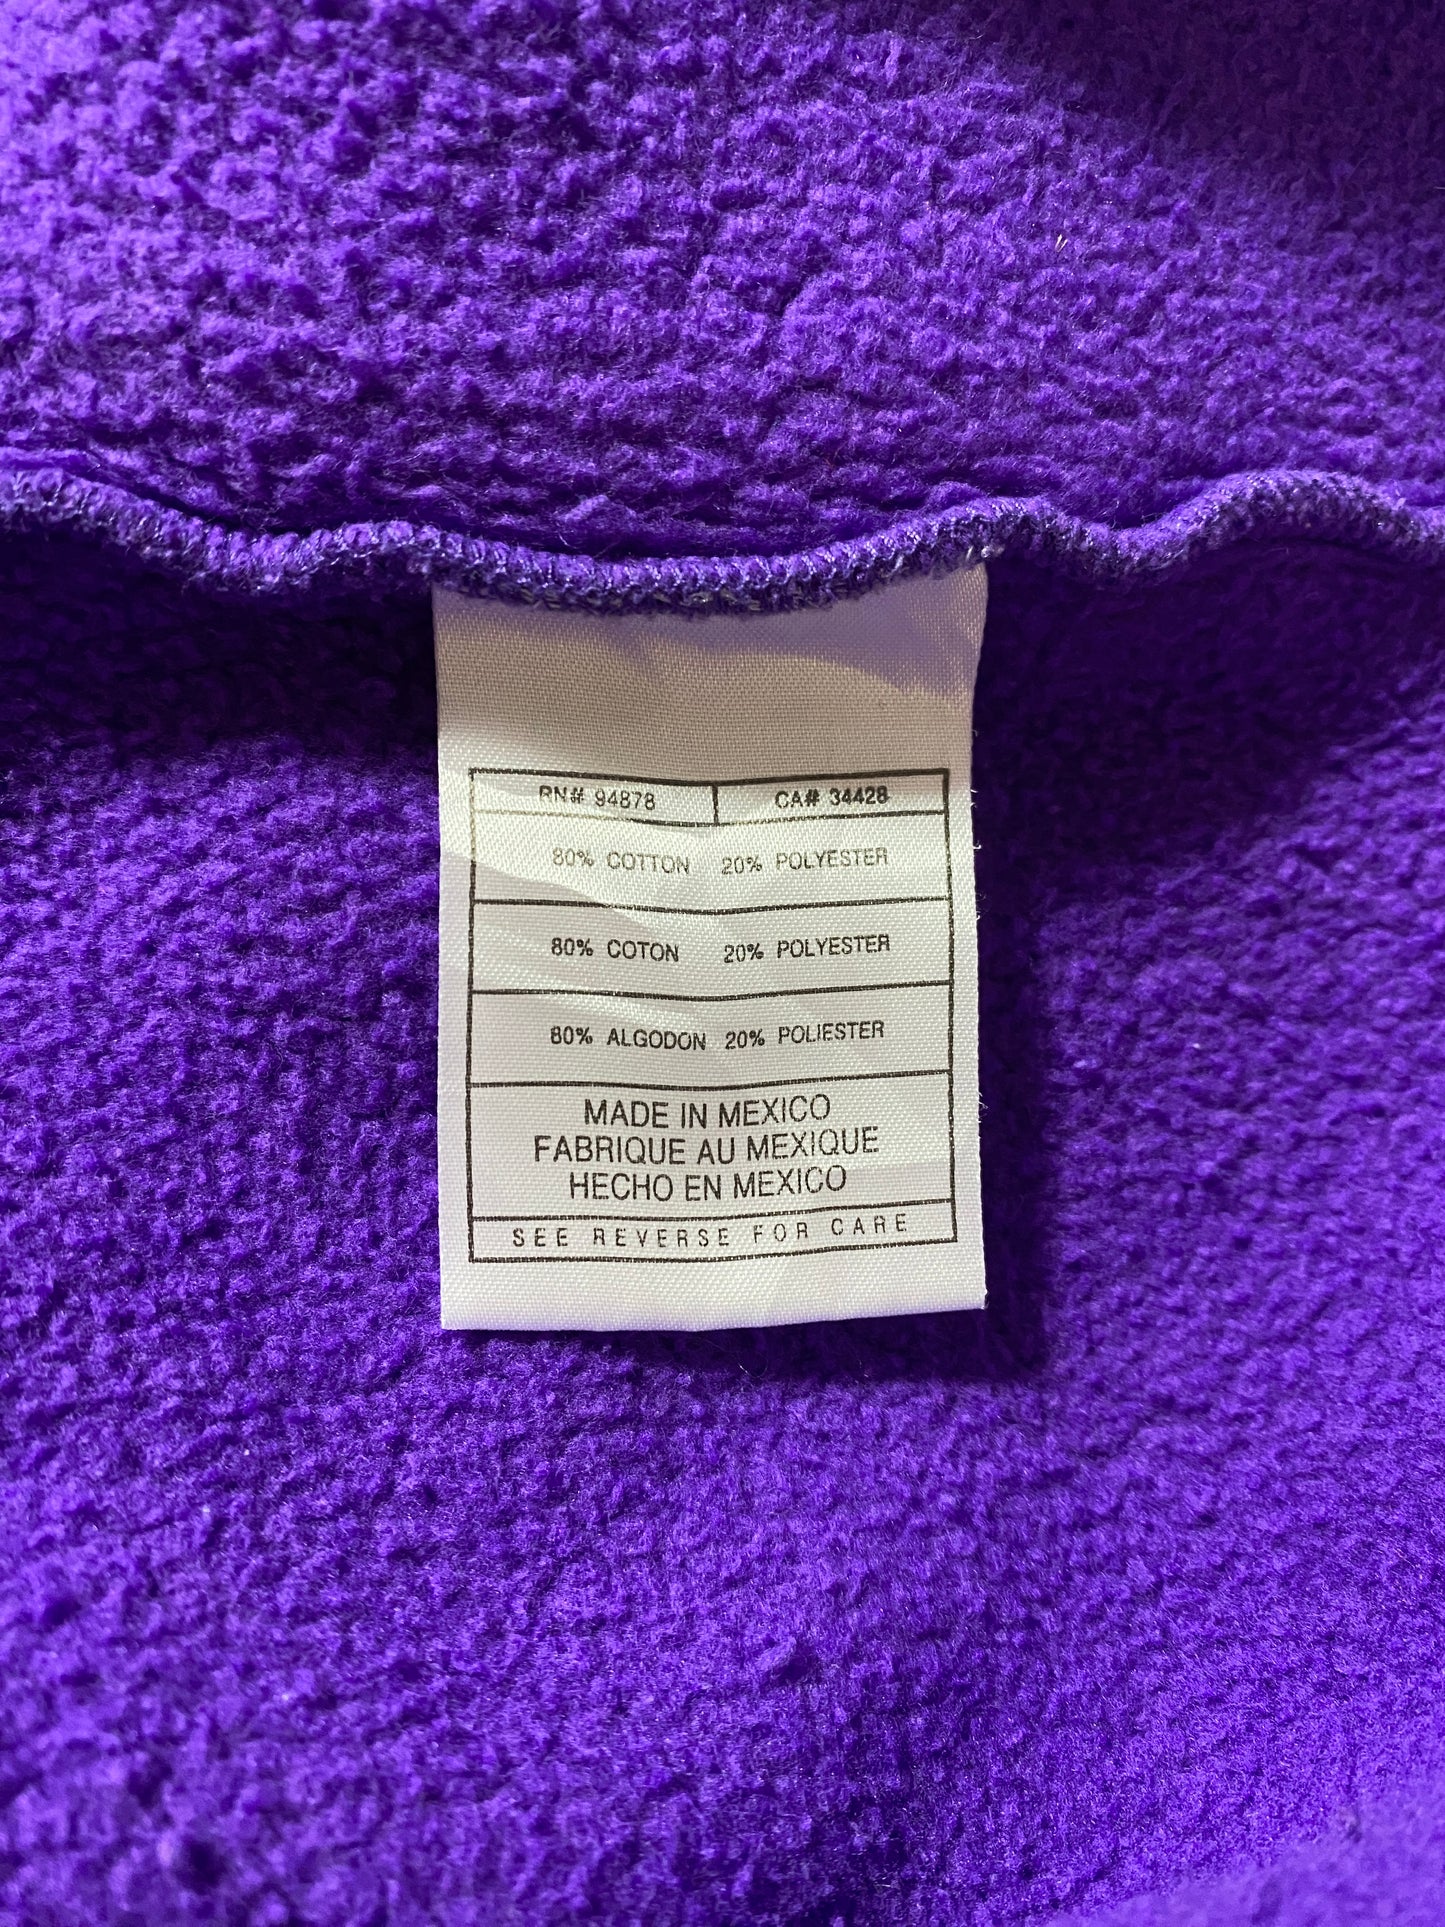 RN# 94878 CA# 34428
80% COTTON 20% POLYESTER
80% COTON 20% POLYESTER
80% ALGODON 20% POLIESTER
MADE IN MEXICO
FABRIQUE AU MEXIQUE
HECHO EN MEXICO
SEE REVERSE FOR CARE